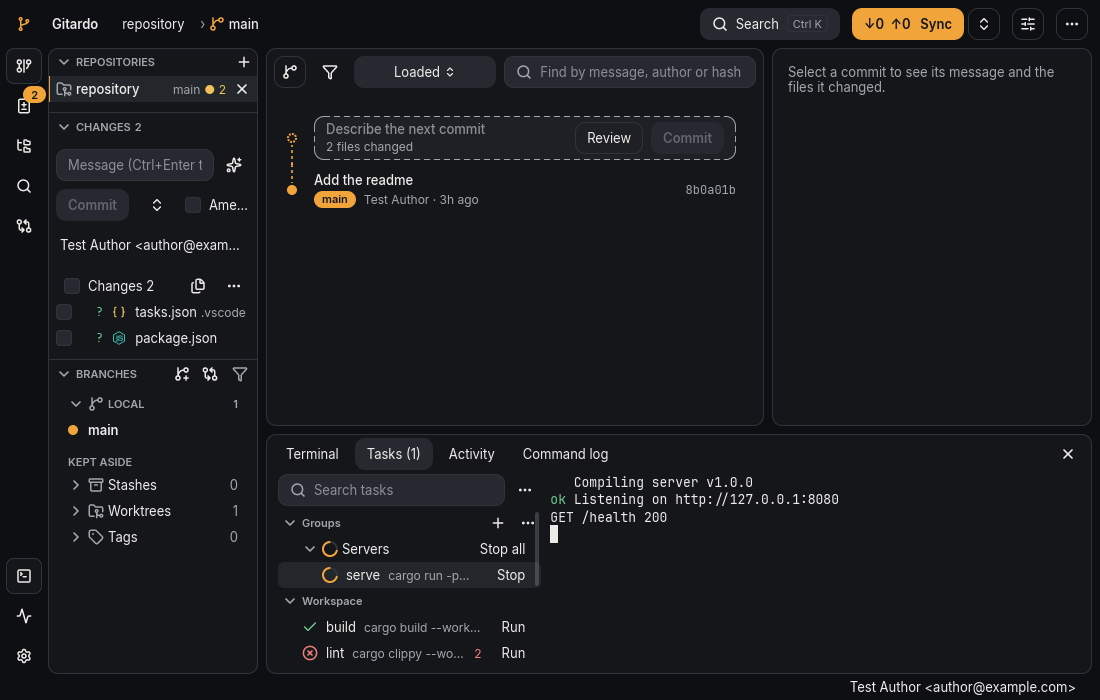 Gitardo
repository
main
Search Ctrl K
↓0 ↑0 Sync
REPOSITORIES
repository main 2
2
CHANGES 2
Message (Ctrl+Enter t
Commit
Ame...
Test Author <author@exam...
Changes 2
? {} tasks.json .vscode
? package.json
BRANCHES
LOCAL 1
main
KEPT ASIDE
Stashes 0
Worktrees 1
Tags 0
Loaded
Find by message, author or hash
Describe the next commit
2 files changed
Review
Commit
Add the readme
main Test Author · 3h ago
8b0a01b
Select a commit to see its message and the
files it changed.
Terminal
Tasks (1)
Activity
Command log
Search tasks
Groups
Servers Stop all
serve cargo run -p... Stop
Workspace
build cargo build --work... Run
lint cargo clippy --wo... 2 Run
Compiling server v1.0.0
ok Listening on http://127.0.0.1:8080
GET /health 200
Test Author <author@example.com>